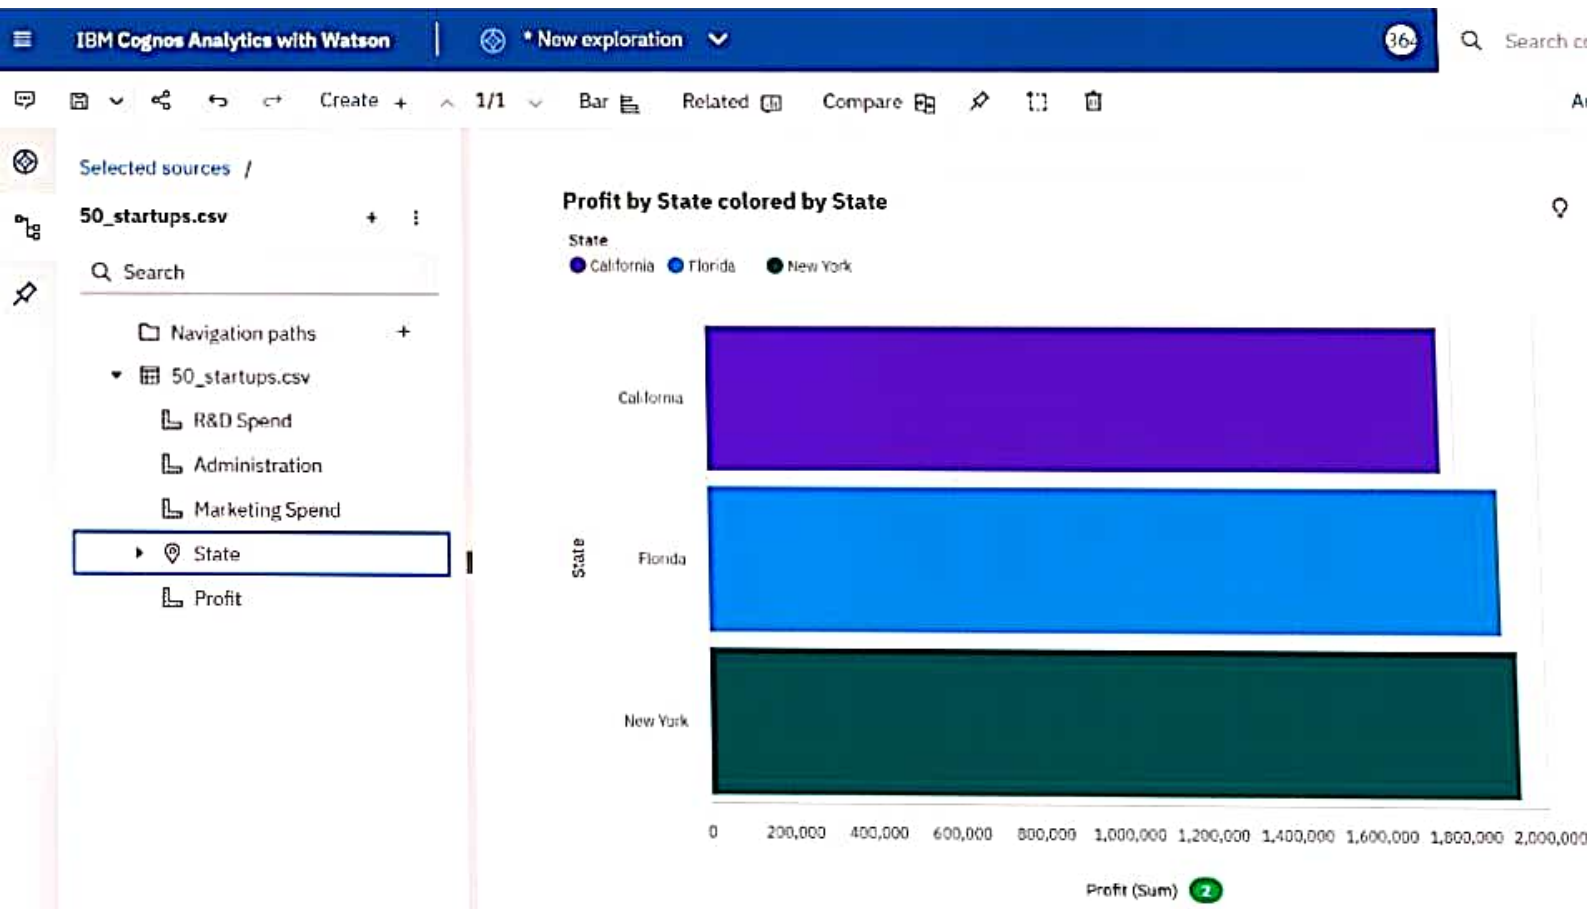 IBM Cognos Analytics with Watson
* New exploration
364
Create +
1/1
Bar
Related
Compare
Selected sources /
50_startups.csv
Search
Navigation paths
50_startups.csv
R&D Spend
Administration
Marketing Spend
State
Profit
Profit by State colored by State
State
California Florida New York
California
Florida
New York
State
0 200,000 400,000 600,000 800,000 1,000,000 1,200,000 1,400,000 1,600,000 1,800,000 2,000,000
Profit (Sum) 2
Search